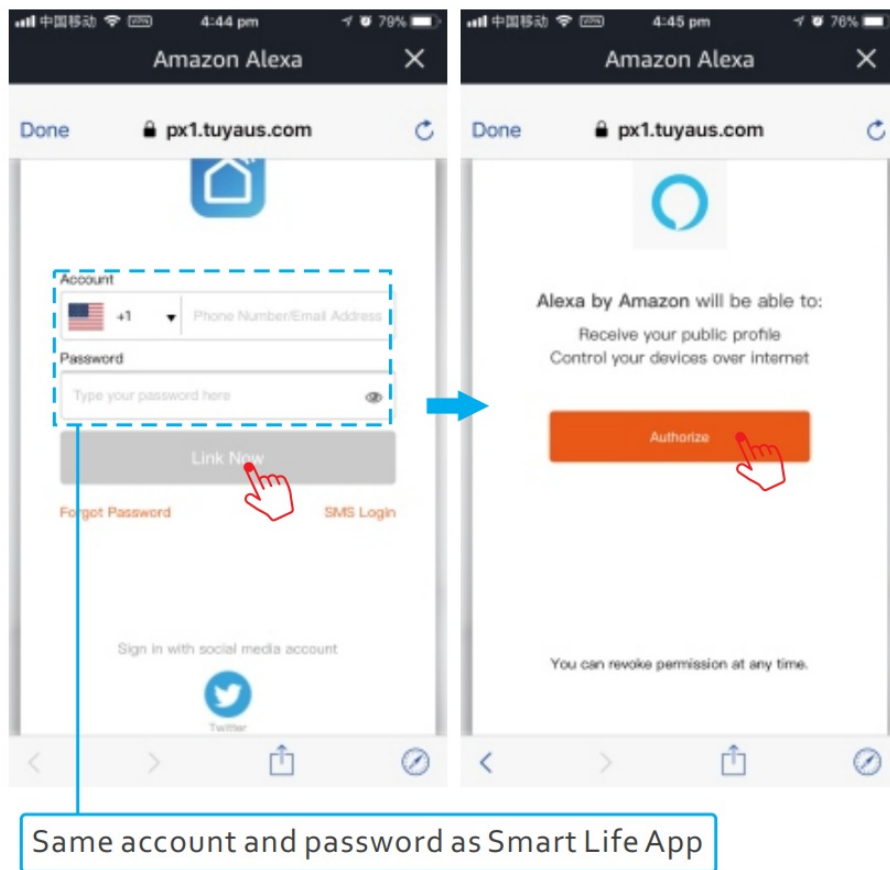 中国移动 VPN 4:44 pm 79%
Amazon Alexa
Done px1.tuyaus.com
Account
+1 Phone Number/Email Address
Password
Type your password here
Link Now
Forgot Password SMS Login
Sign in with social media account
Twitter
中国移动 VPN 4:45 pm 76%
Amazon Alexa
Done px1.tuyaus.com
Alexa by Amazon will be able to:
Receive your public profile
Control your devices over internet
Authorize
You can revoke permission at any time.
Same account and password as Smart Life App